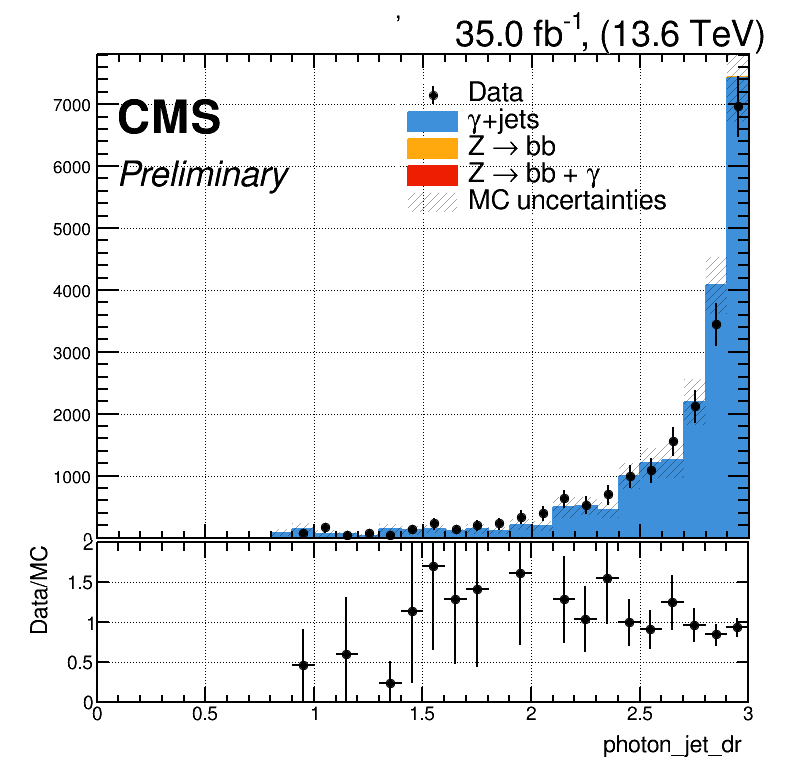 ,
35.0 fb⁻¹, (13.6 TeV)
CMS
Preliminary
Data
γ+jets
Z → bb
Z → bb + γ
MC uncertainties
7000
6000
5000
4000
3000
2000
1000
0
Data/MC
2
1.5
1
0.5
0
0 0.5 1 1.5 2 2.5 3
photon_jet_dr